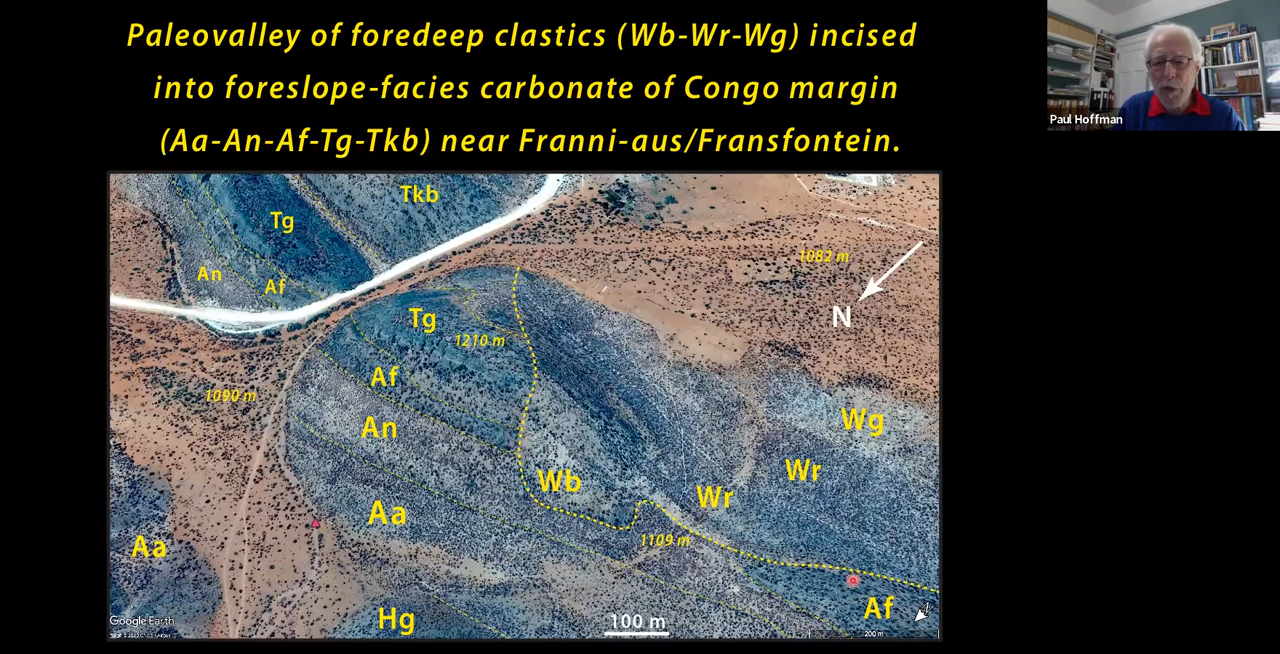 Paleovalley of foredeep clastics (Wb-Wr-Wg) incised
into foreslope-facies carbonate of Congo margin
(Aa-An-Af-Tg-Tkb) near Franni-aus/Fransfontein.
Paul Hoffman
Tkb
Tg
An
Af
1082 m
N
Tg
1210 m
Af
1090 m
An
Wg
Wr
Wb
Wr
Aa
1109 m
Aa
Af
Hg
100 m
Google Earth
200 m